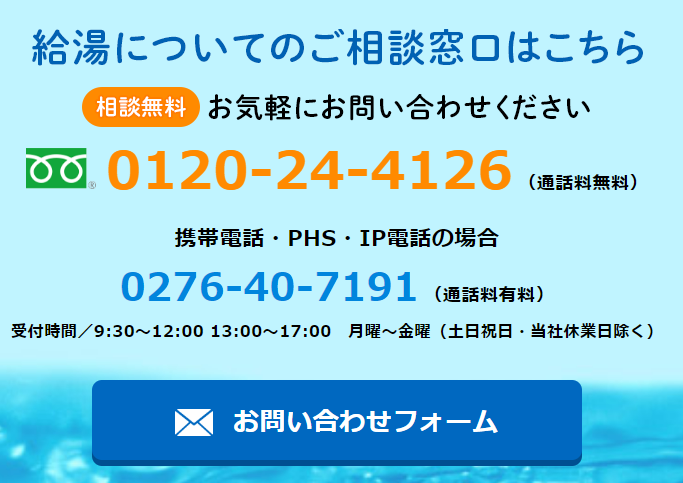 給湯についてのご相談窓口はこちら
相談無料 お気軽にお問い合わせください
® 0120-24-4126 （通話料無料）
携帯電話・PHS・IP電話の場合
0276-40-7191 （通話料有料）
受付時間／9:30～12:00 13:00～17:00　月曜～金曜（土日祝日・当社休業日除く）
お問い合わせフォーム